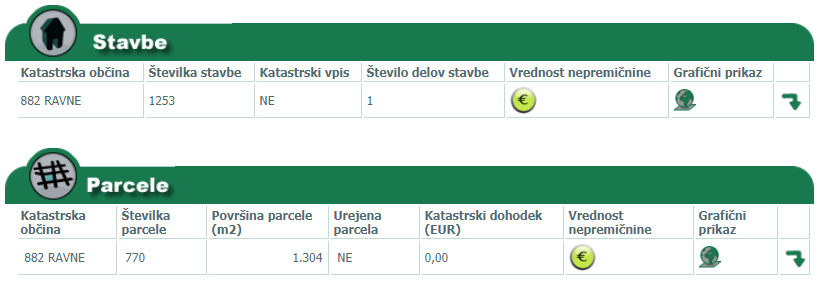 Stavbe
Katastrska občina Številka stavbe Katastrski vpis Število delov stavbe Vrednost nepremičnine Grafični prikaz
882 RAVNE 1253 NE 1 €
Parcele
Katastrska občina Številka parcele Površina parcele (m2) Urejena parcela Katastrski dohodek (EUR) Vrednost nepremičnine Grafični prikaz
882 RAVNE 770 1.304 NE 0,00 €